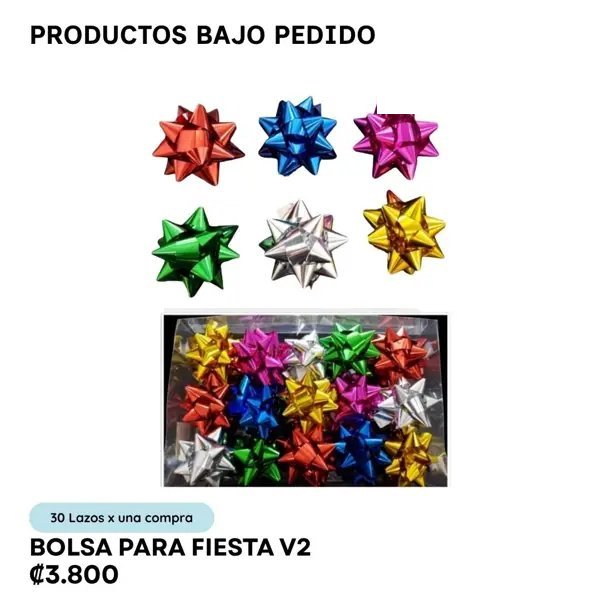 PRODUCTOS BAJO PEDIDO
30 Lazos x una compra
BOLSA PARA FIESTA V2
₡3.800